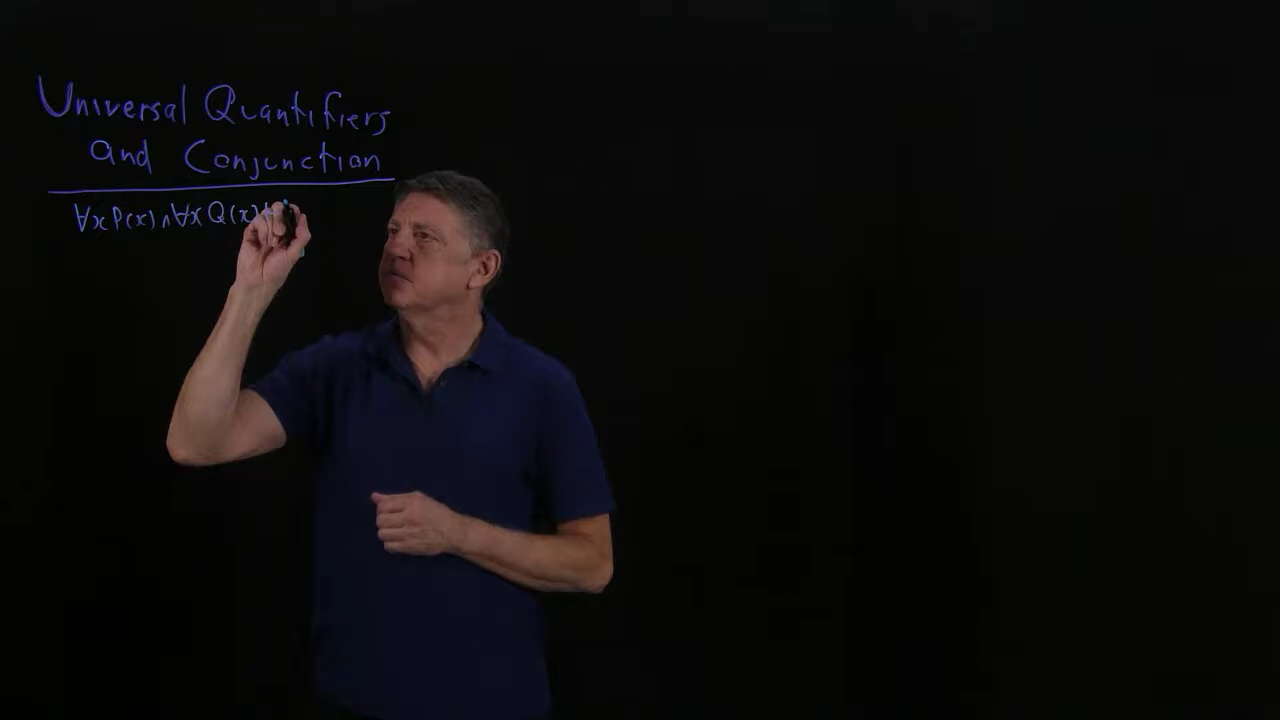 Universal Quantifiers
and Conjunction
∀x P(x) ∧ ∀x Q(x)